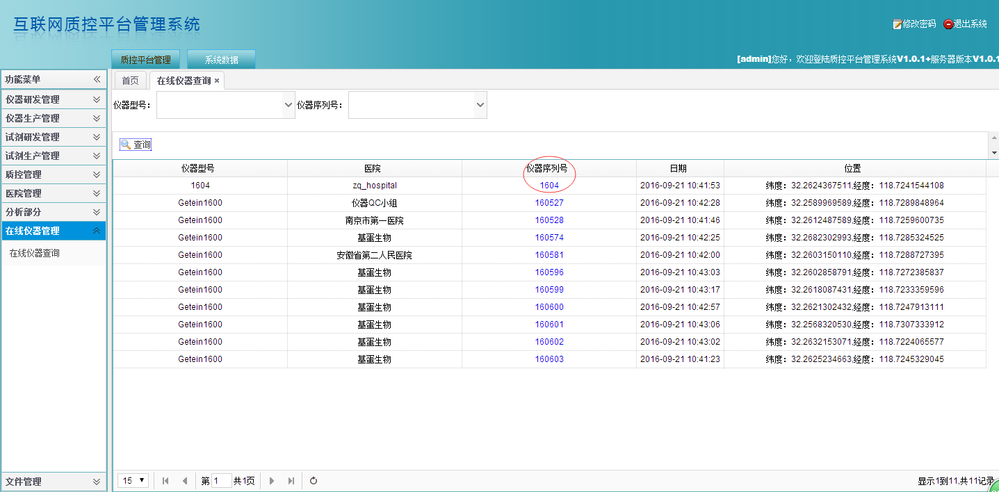 互联网质控平台管理系统
修改密码 退出系统
质控平台管理 系统数据
[admin]您好，欢迎登陆质控平台管理系统V1.0.1+服务器版本V1.0.1
功能菜单
仪器研发管理
仪器生产管理
试剂研发管理
试剂生产管理
质控管理
医院管理
分析部分
在线仪器管理
在线仪器查询
文件管理
首页 在线仪器查询
仪器型号： 仪器序列号：
查询
仪器型号 医院 仪器序列号 日期 位置
1604 zq_hospital 1604 2016-09-21 10:41:53 纬度：32.2624367511,经度：118.7241544108
Getein1600 仪器QC小组 160527 2016-09-21 10:42:28 纬度：32.2589969589,经度：118.7289848964
Getein1600 南京市第一医院 160528 2016-09-21 10:41:46 纬度：32.2612487589,经度：118.7259600735
Getein1600 基蛋生物 160574 2016-09-21 10:42:25 纬度：32.2682302993,经度：118.7285324525
Getein1600 安徽省第二人民医院 160581 2016-09-21 10:42:00 纬度：32.2603150110,经度：118.7288727395
Getein1600 基蛋生物 160596 2016-09-21 10:43:03 纬度：32.2602858791,经度：118.7272385837
Getein1600 基蛋生物 160599 2016-09-21 10:43:17 纬度：32.2618087431,经度：118.7233359596
Getein1600 基蛋生物 160600 2016-09-21 10:42:57 纬度：32.2621302432,经度：118.7247913111
Getein1600 基蛋生物 160601 2016-09-21 10:43:06 纬度：32.2568320530,经度：118.7307333912
Getein1600 基蛋生物 160602 2016-09-21 10:43:02 纬度：32.2632153071,经度：118.7224065577
Getein1600 基蛋生物 160603 2016-09-21 10:41:23 纬度：32.2625234663,经度：118.7245329045
15 第 1 共1页 显示1到11,共11记录